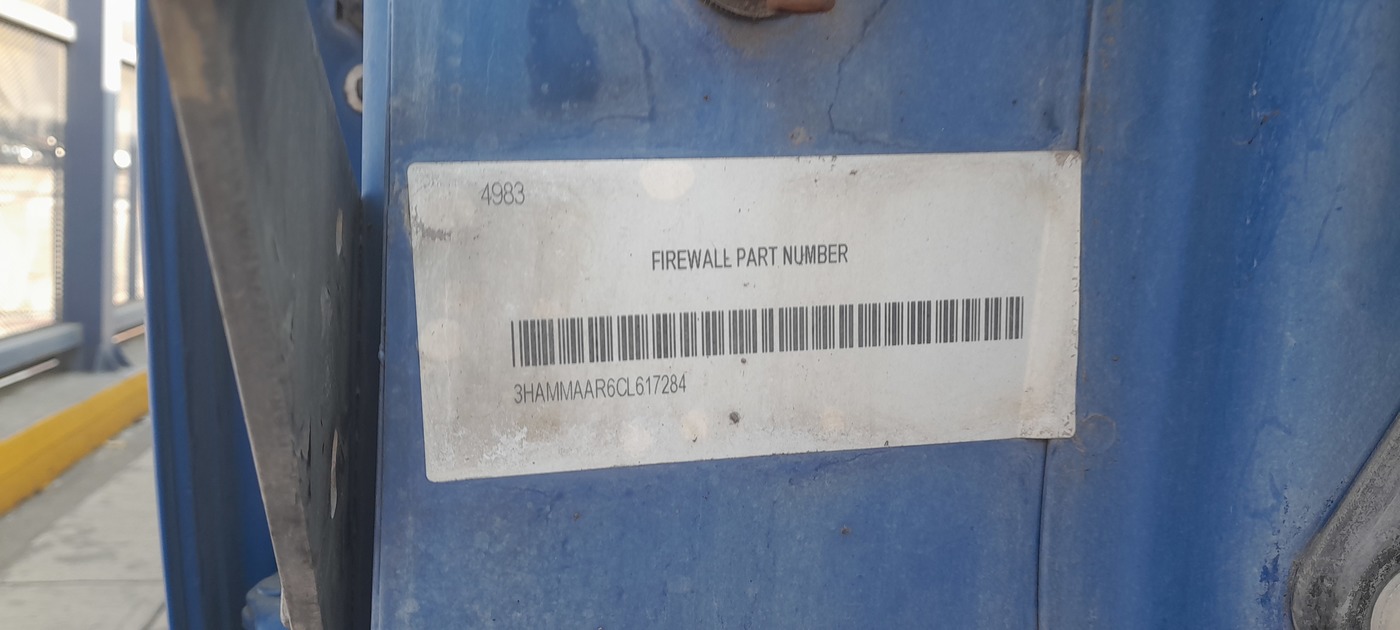 4983
FIREWALL PART NUMBER
3HAMMAAR6CL617284